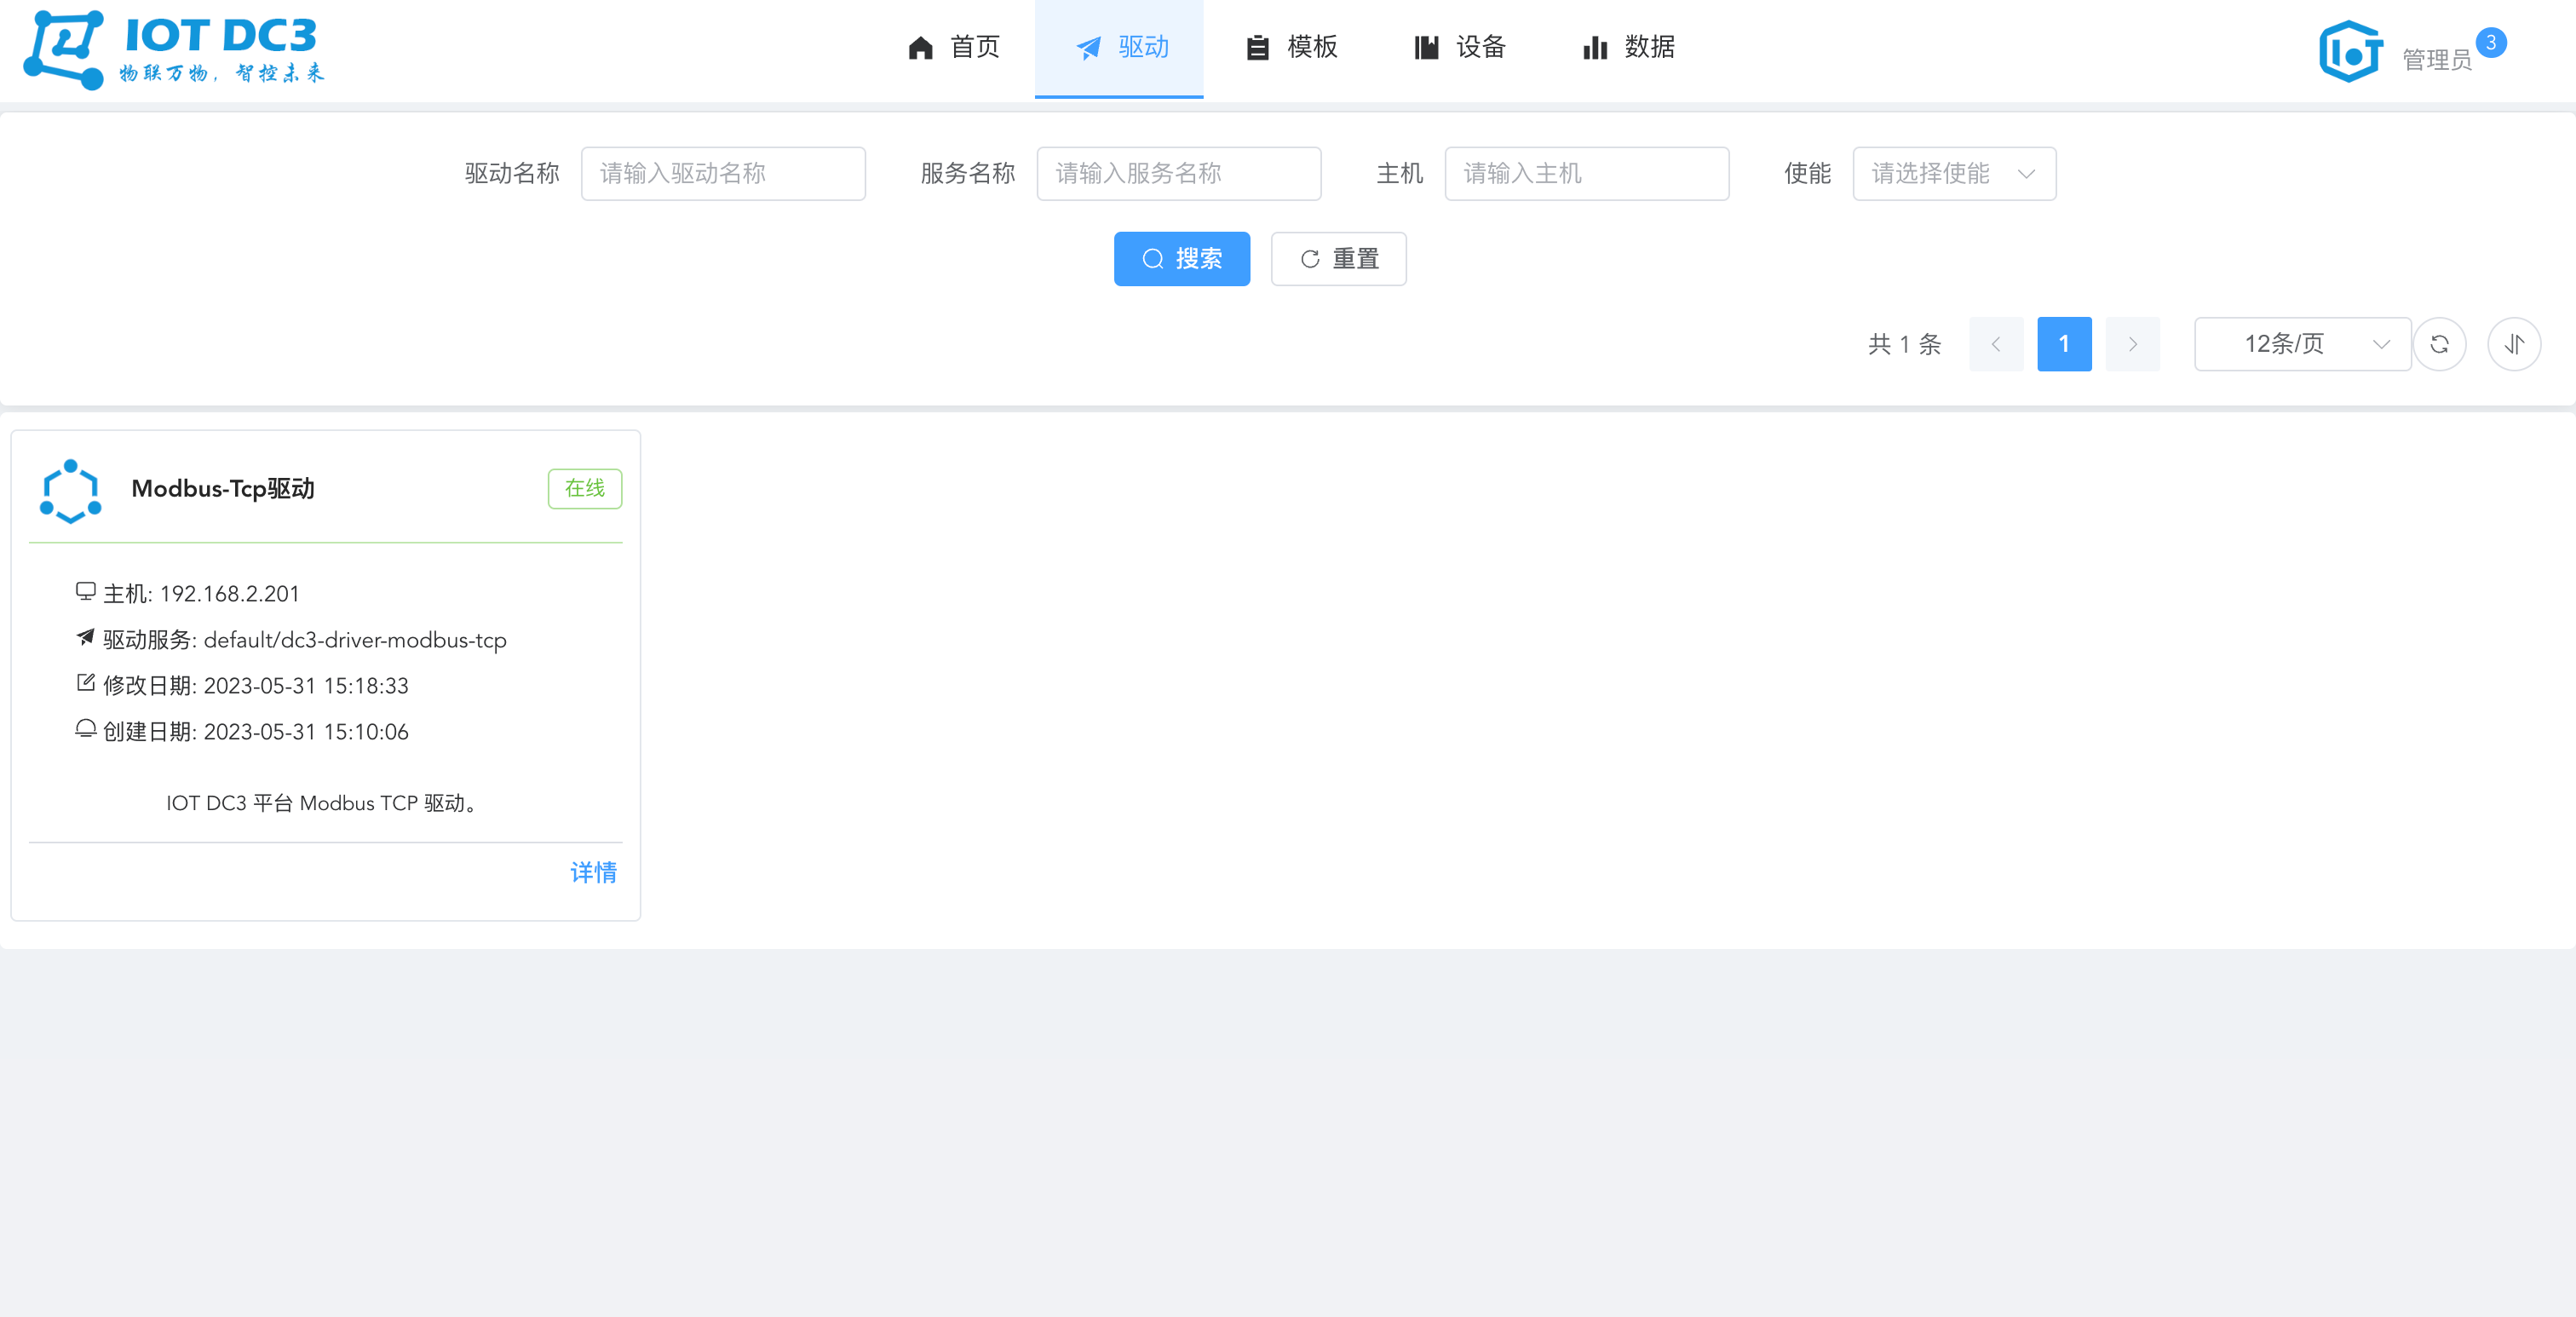 IOT DC3
物联万物，智控未来
首页
驱动
模板
设备
数据
管理员
3
驱动名称 请输入驱动名称 服务名称 请输入服务名称 主机 请输入主机 使能 请选择使能
搜索 重置
共 1 条 1 12条/页
Modbus-Tcp驱动 在线
主机: 192.168.2.201
驱动服务: default/dc3-driver-modbus-tcp
修改日期: 2023-05-31 15:18:33
创建日期: 2023-05-31 15:10:06
IOT DC3 平台 Modbus TCP 驱动。
详情